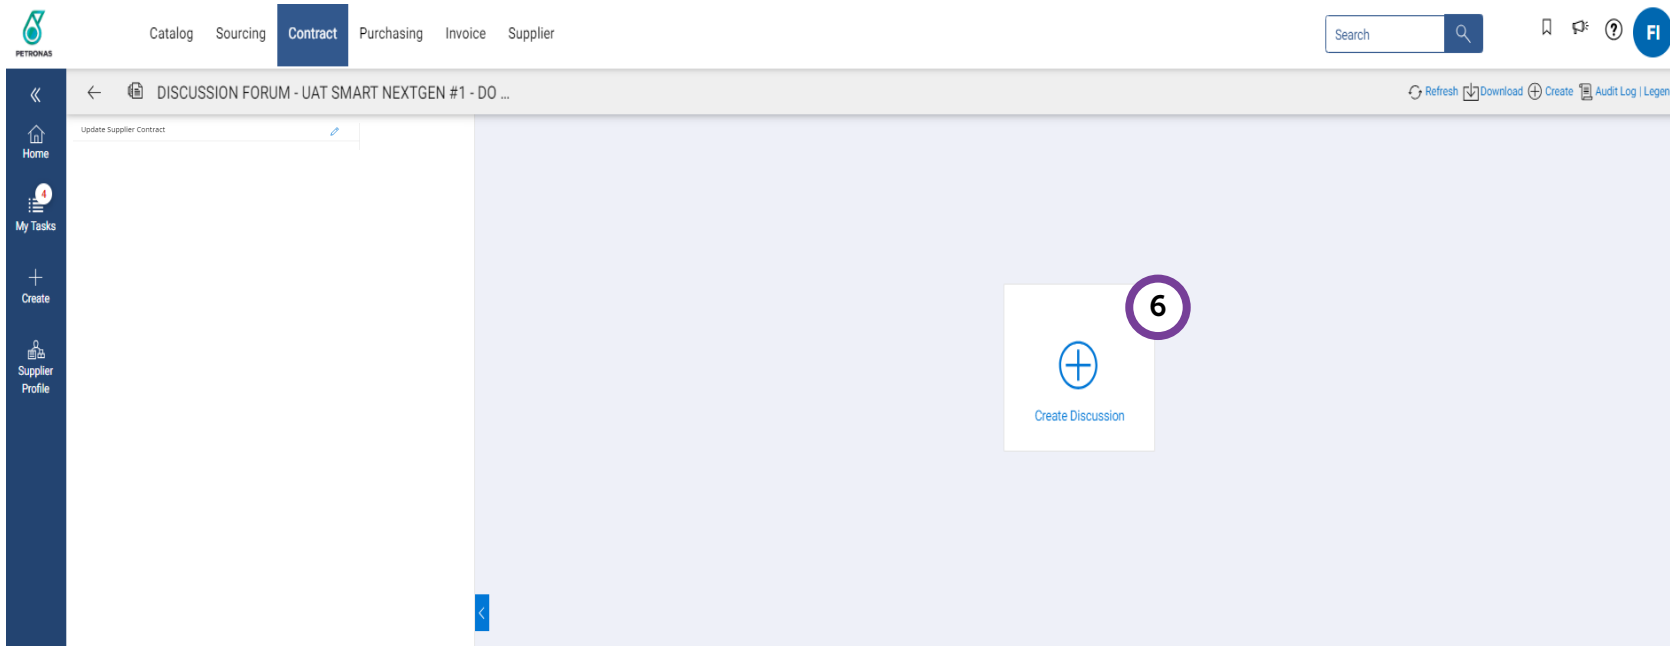 PETRONAS
Catalog Sourcing Contract Purchasing Invoice Supplier
Search
FI
DISCUSSION FORUM - UAT SMART NEXTGEN #1 - DO ...
Refresh Download Create Audit Log | Legen
Update Supplier Contract
Home
4
My Tasks
Create
Supplier
Profile
6
Create Discussion